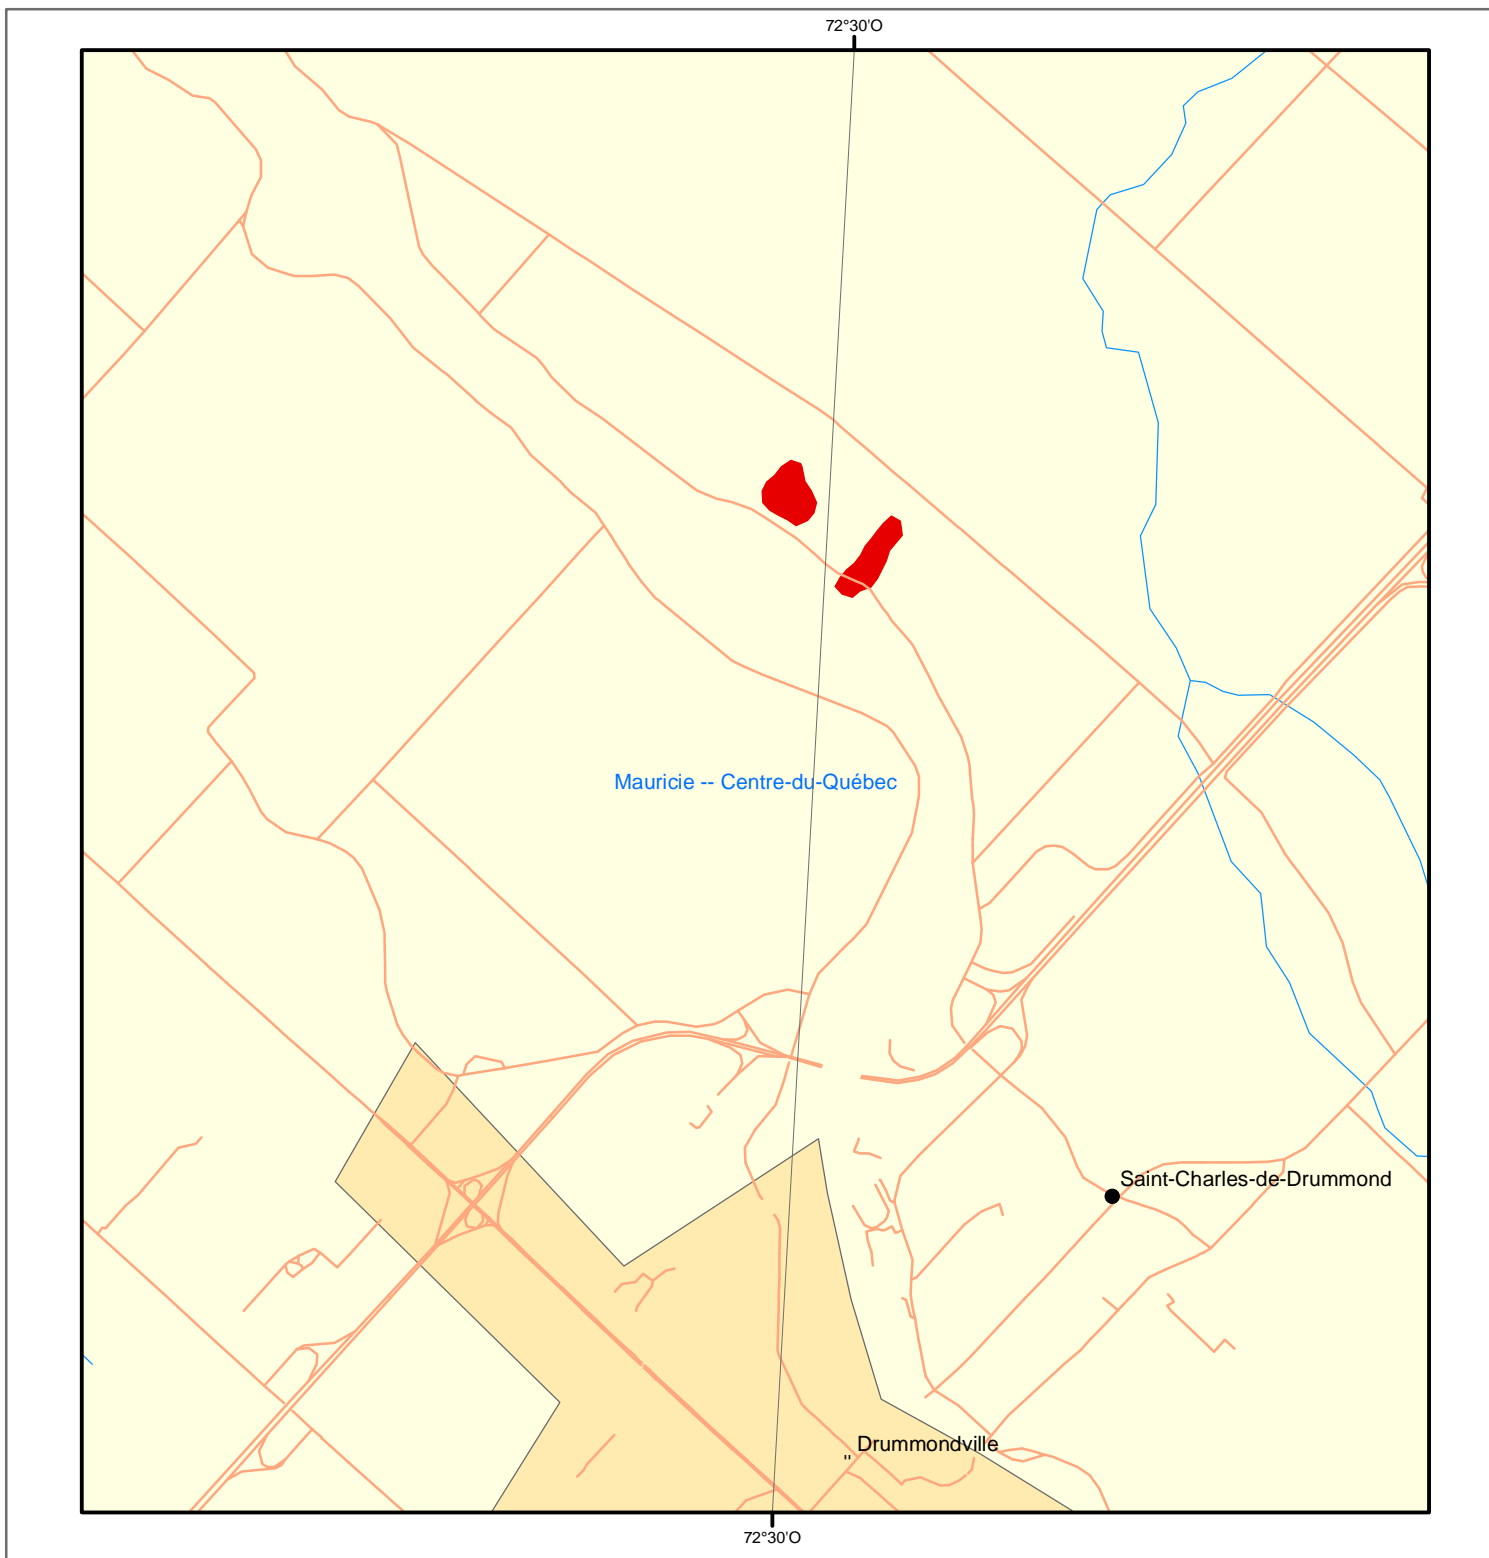 72°30'O
Mauricie -- Centre-du-Québec
Saint-Charles-de-Drummond
Drummondville
"
72°30'O